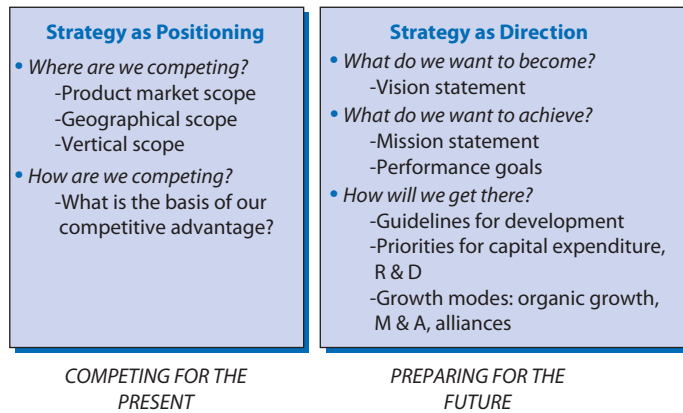 Strategy as Positioning
• Where are we competing?
-Product market scope
-Geographical scope
-Vertical scope
• How are we competing?
-What is the basis of our
competitive advantage?
COMPETING FOR THE
PRESENT
Strategy as Direction
• What do we want to become?
-Vision statement
• What do we want to achieve?
-Mission statement
-Performance goals
• How will we get there?
-Guidelines for development
-Priorities for capital expenditure,
R & D
-Growth modes: organic growth,
M & A, alliances
PREPARING FOR THE
FUTURE